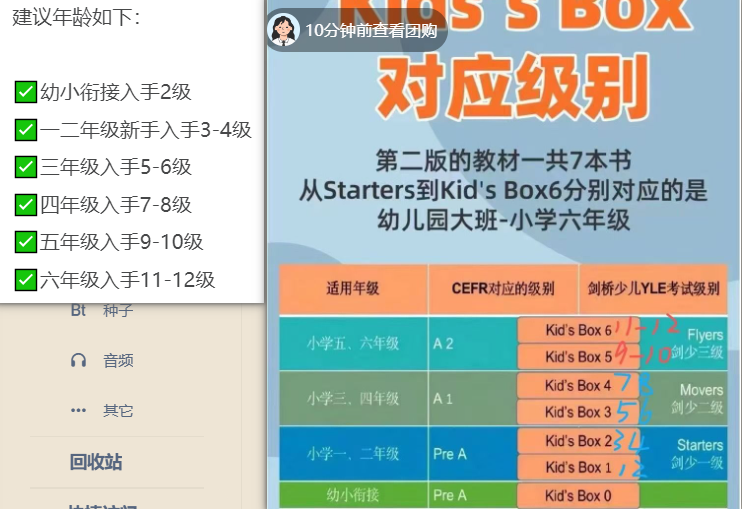 建议年龄如下：
✅幼小衔接入手2级
✅一二年级新手入手3-4级
✅三年级入手5-6级
✅四年级入手7-8级
✅五年级入手9-10级
✅六年级入手11-12级
Bt 种子
音频
··· 其它
回收站
Kids's Box
10分钟前查看团购
对应级别
第二版的教材一共7本书
从Starters到Kid's Box6分别对应的是
幼儿园大班-小学六年级
适用年级 CEFR对应的级别 剑桥少儿YLE考试级别
小学五、六年级 A 2 Kid's Box 6 11-12 Flyers
Kid's Box 5 9-10 剑少三级
小学三、四年级 A 1 Kid's Box 4 7 8 Movers
Kid's Box 3 5 6 剑少二级
小学一、二年级 Pre A Kid's Box 2 3 4 Starters
Kid's Box 1 1 2 剑少一级
幼小衔接 Pre A Kid's Box 0